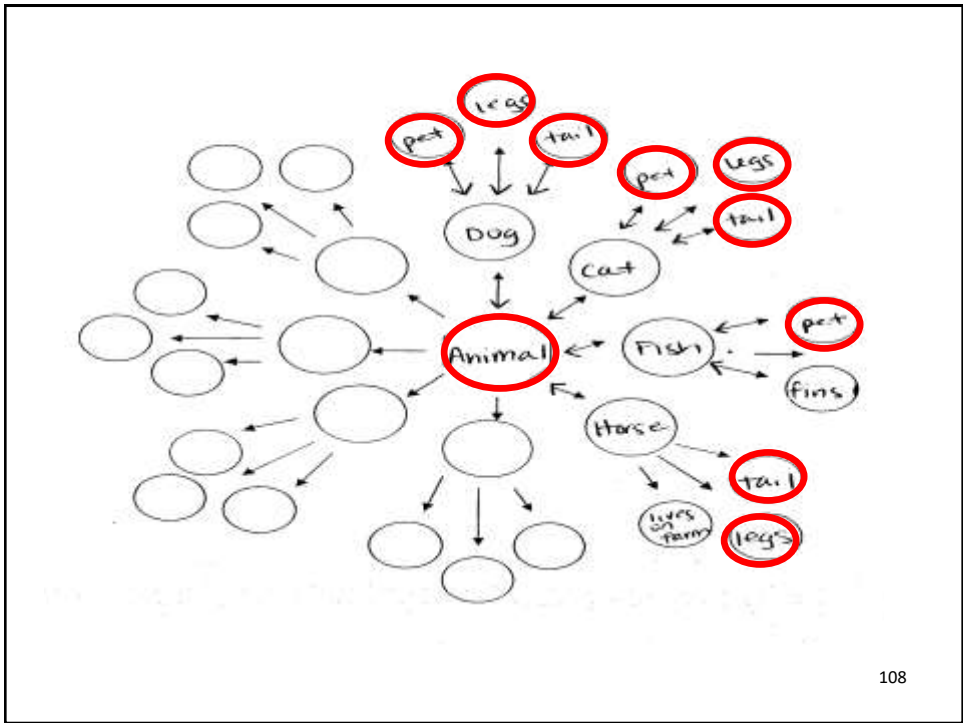 legs
pet
tail
pet
legs
tail
Dog
Cat
Animal
Fish
pet
fins
Horse
tail
lives
on
farm
legs
108